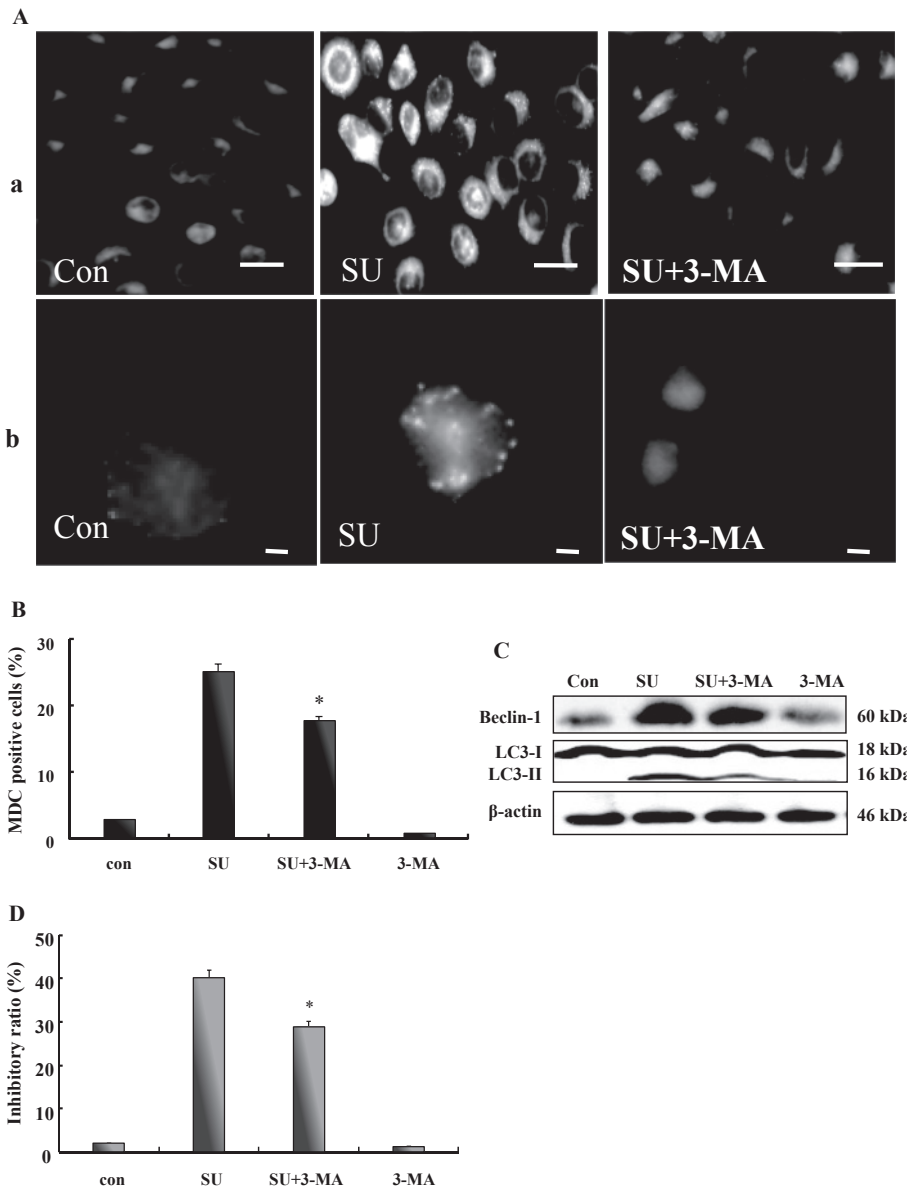 A
a
Con
SU
SU+3-MA
b
Con
SU
SU+3-MA
B
MDC positive cells (%)
30
20
10
0
con
SU
SU+3-MA
3-MA
*
C
Con SU SU+3-MA 3-MA
Beclin-1 60 kDa
LC3-I 18 kDa
LC3-II 16 kDa
β-actin 46 kDa
D
Inhibitory ratio (%)
50
40
30
20
10
0
con
SU
SU+3-MA
3-MA
*